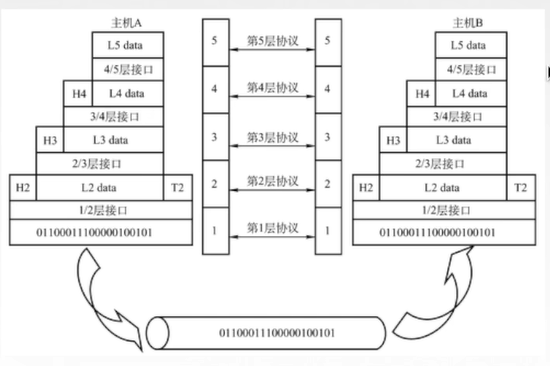 主机A
主机B
L5 data
5
第5层协议
5
L5 data
4/5层接口
4/5层接口
H4
L4 data
4
第4层协议
4
H4
L4 data
3/4层接口
3/4层接口
H3
L3 data
3
第3层协议
3
H3
L3 data
2/3层接口
2/3层接口
H2
L2 data
T2
2
第2层协议
2
H2
L2 data
T2
1/2层接口
1/2层接口
01100011100000100101
1
第1层协议
1
01100011100000100101
01100011100000100101